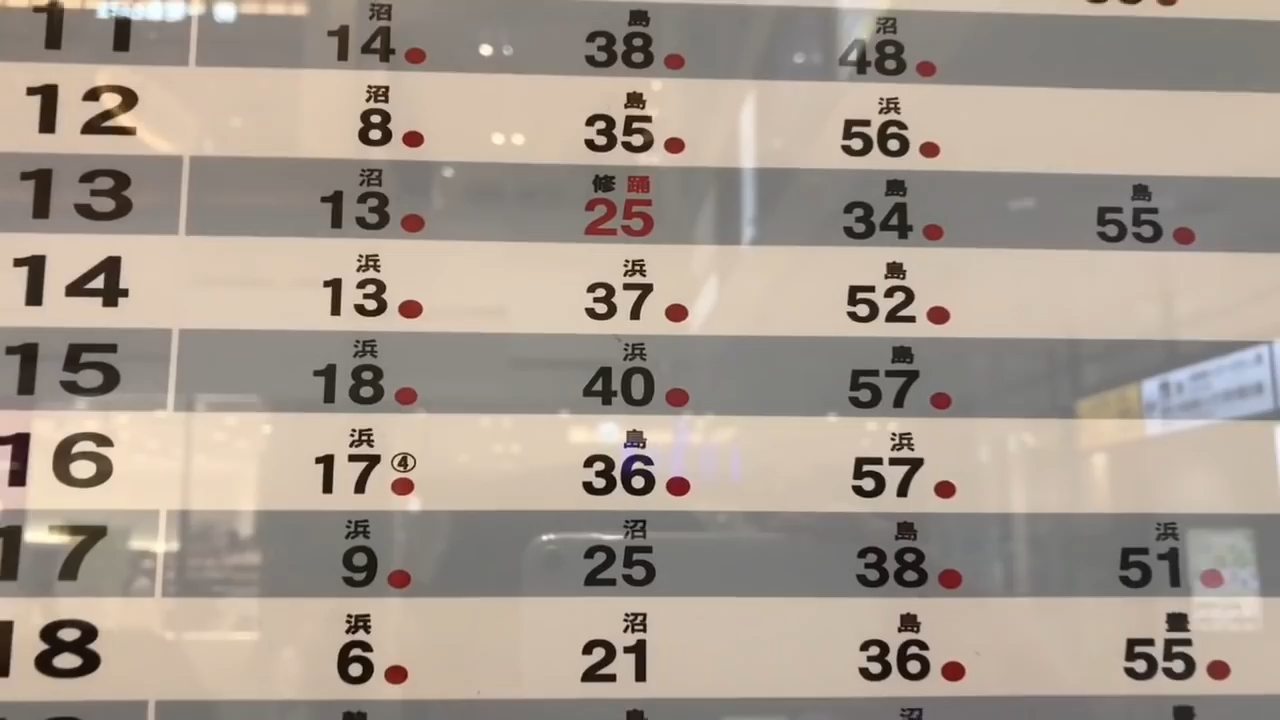 沼 島 沼
11 14 38 48
沼 島 浜
12 8 35 56
沼 修 踊 島 島
13 13 25 34 55
浜 浜 島
14 13 37 52
浜 浜 島
15 18 40 57
浜 島 浜
16 17④ 36 57
浜 沼 島 浜
17 9 25 38 51
浜 沼 島 豊
18 6 21 36 55